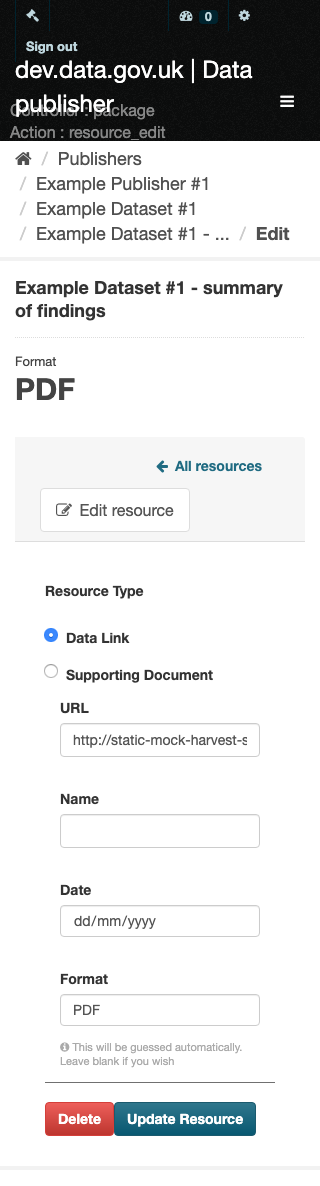 0
Sign out
dev.data.gov.uk | Data
publisher
Controller : package
Action : resource_edit
/ Publishers
/ Example Publisher #1
/ Example Dataset #1
/ Example Dataset #1 - ... / Edit
Example Dataset #1 - summary
of findings
Format
PDF
All resources
Edit resource
Resource Type
Data Link
Supporting Document
URL
http://static-mock-harvest-s
Name
Date
dd/mm/yyyy
Format
PDF
This will be guessed automatically.
Leave blank if you wish
Delete Update Resource